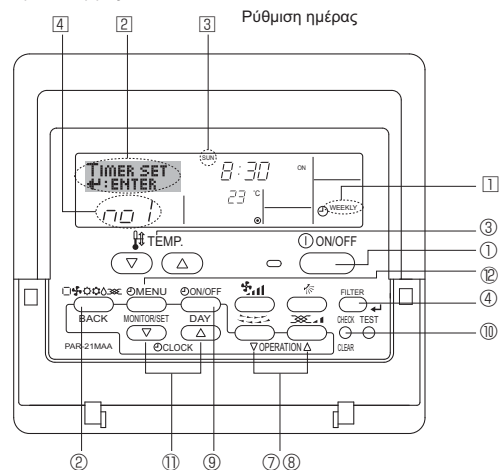 Ρύθμιση ημέρας
4 2 3
TIMER SET
↵:ENTER
SUN 8:30 ON
23 °C
no 1
WEEKLY
1
TEMP.
ON/OFF
③
①
⑫
④
⑩
MENU ON/OFF FILTER
BACK MONITOR/SET DAY CHECK TEST
PAR-21MAA CLOCK ▽OPERATION△ CLEAR
② ⑪ ⑨ ⑦⑧